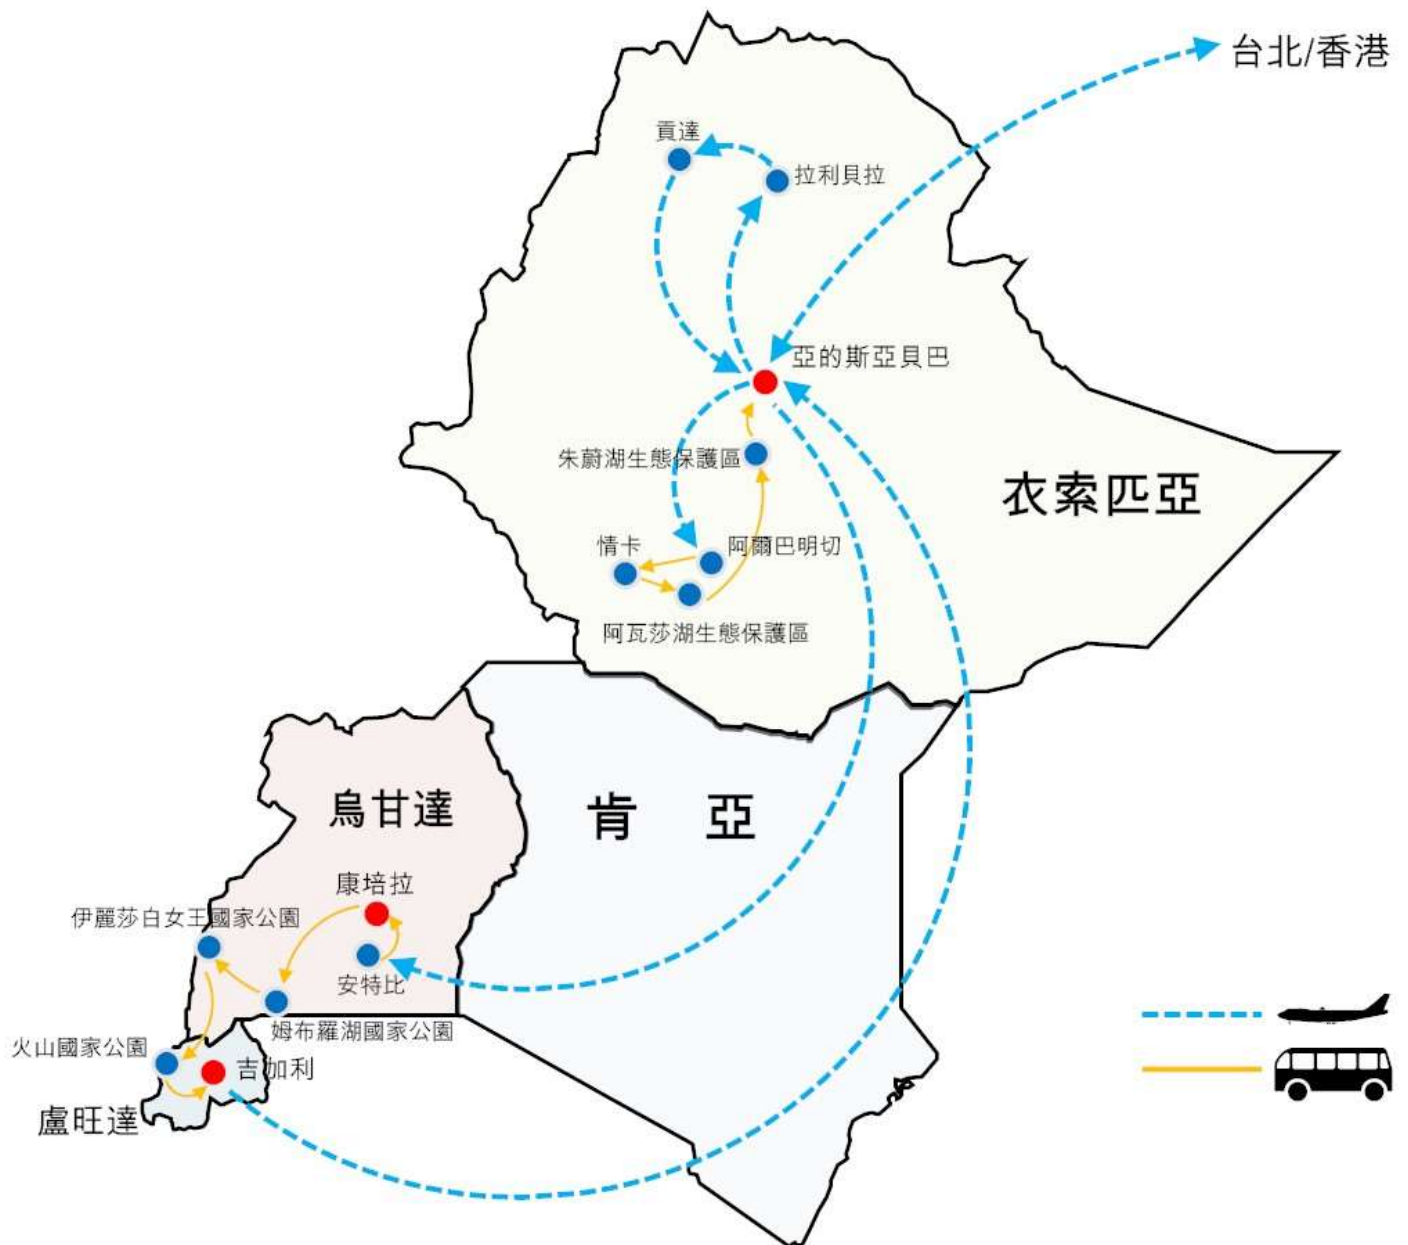 台北/香港
貢達
拉利貝拉
亞的斯亞貝巴
朱蔚湖生態保護區
衣索匹亞
情卡
阿爾巴明切
阿瓦莎湖生態保護區
烏甘達
肯 亞
康培拉
伊麗莎白女王國家公園
安特比
姆布羅湖國家公園
火山國家公園
吉加利
盧旺達